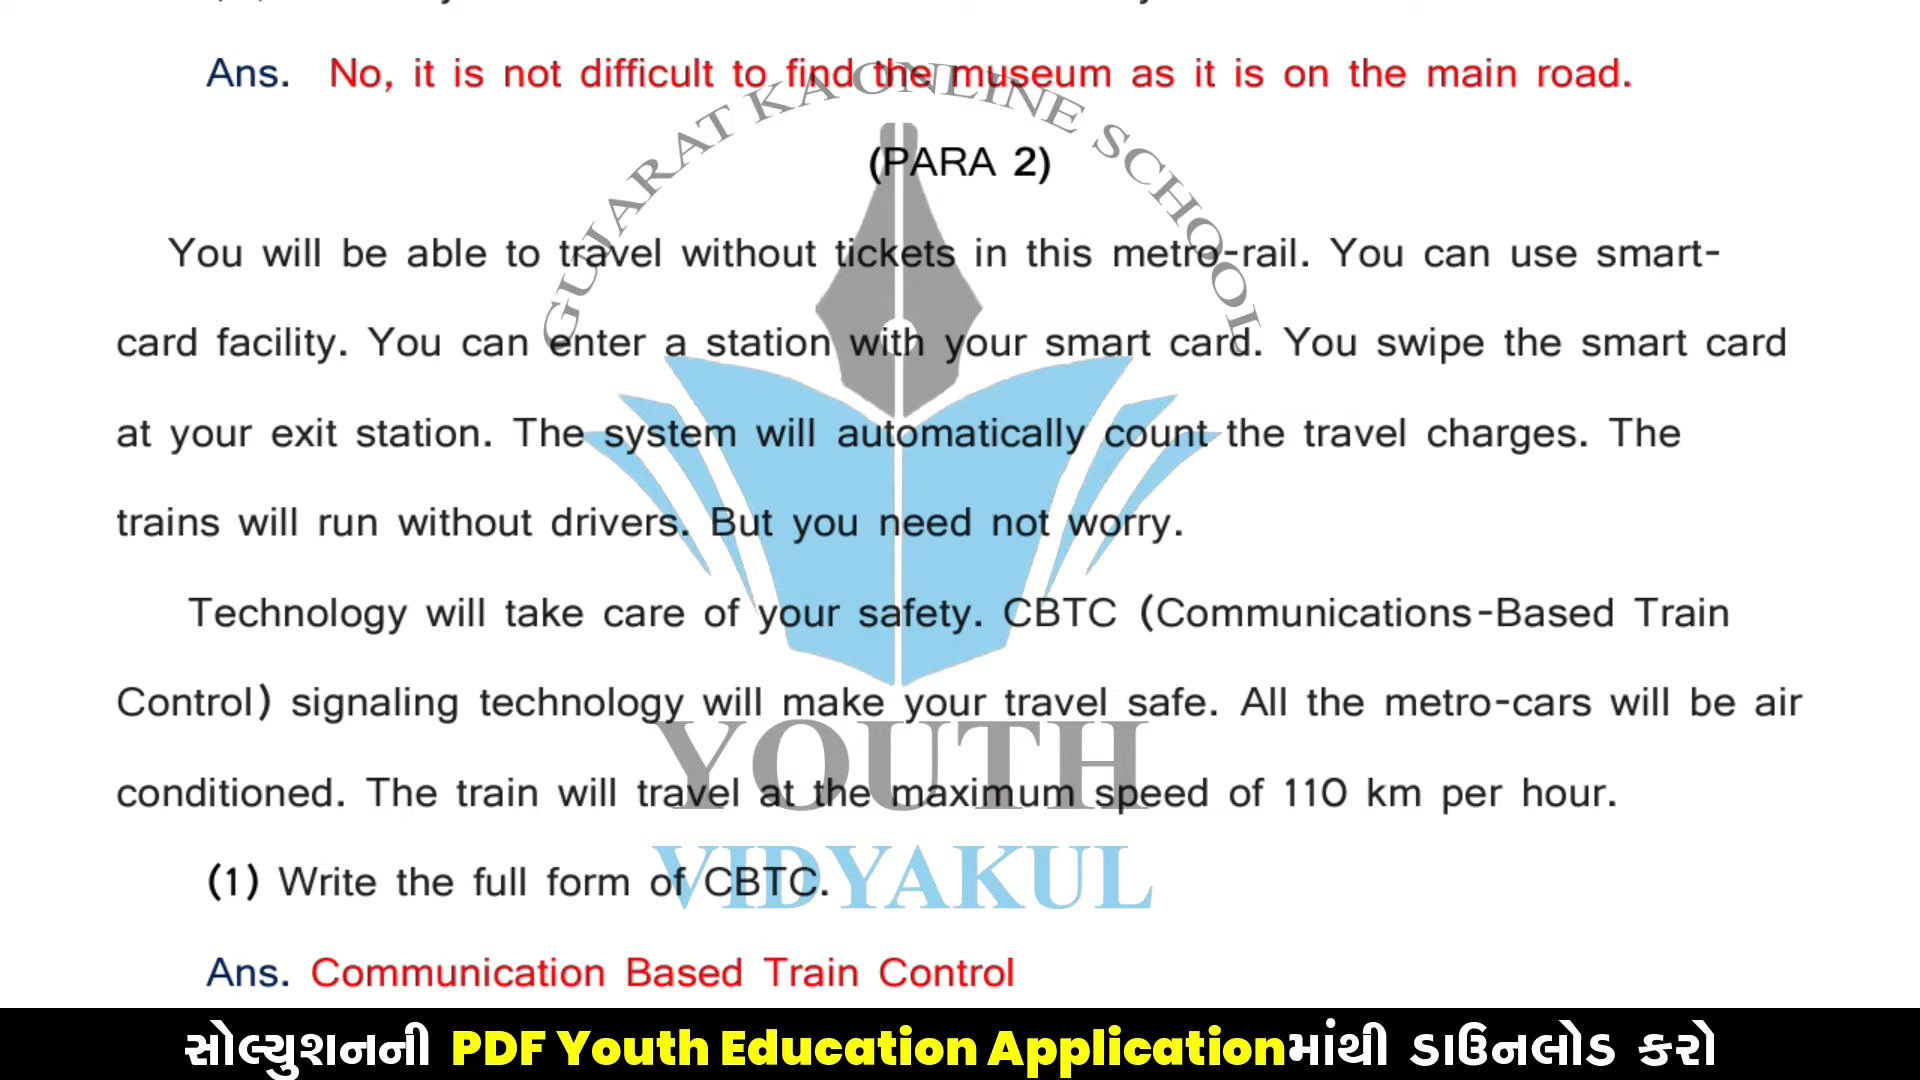 Ans. No, it is not difficult to find the museum as it is on the main road.
GUJARAT KA ONLINE SCHOOL
(PARA 2)
You will be able to travel without tickets in this metro-rail. You can use smart-
card facility. You can enter a station with your smart card. You swipe the smart card
at your exit station. The system will automatically count the travel charges. The
trains will run without drivers. But you need not worry.
Technology will take care of your safety. CBTC (Communications-Based Train
Control) signaling technology will make your travel safe. All the metro-cars will be air
conditioned. The train will travel at the maximum speed of 110 km per hour.
YOUTH
VIDYAKUL
(1) Write the full form of CBTC.
Ans. Communication Based Train Control
સોલ્યુશનની PDF Youth Education Applicationમાંથી ડાઉનલોડ કરો